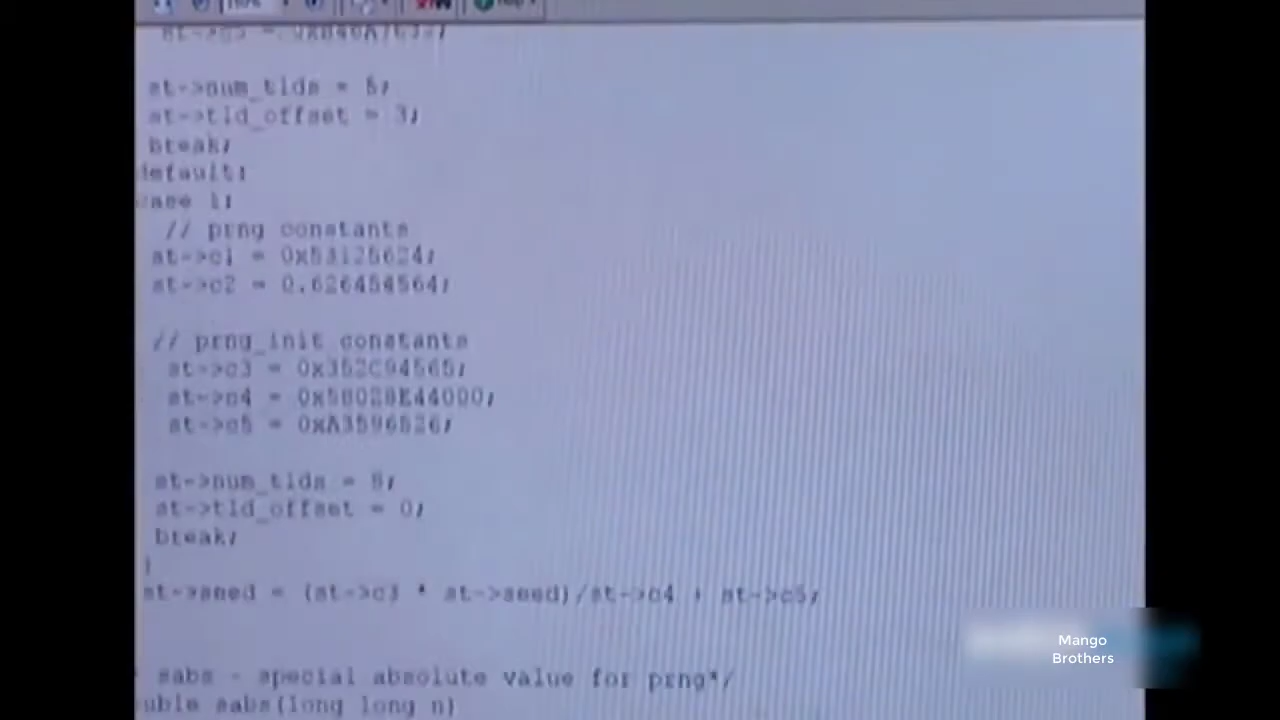 st->num_tlds = 5;
st->tld_offset = 3;
break;
default:
case 1:
// prng constants
st->c1 = 0x53125624;
st->c2 = 0.626454564;
// prng_init constants
st->c3 = 0x352C94565;
st->c4 = 0x58028E44000;
st->c5 = 0xA3596526;
st->num_tlds = 8;
st->tld_offset = 0;
break;
}
st->seed = (st->c3 * st->seed)/st->c4 + st->c5;
sabs - special absolute value for prng*/
sabs(long long n)
Mango
Brothers